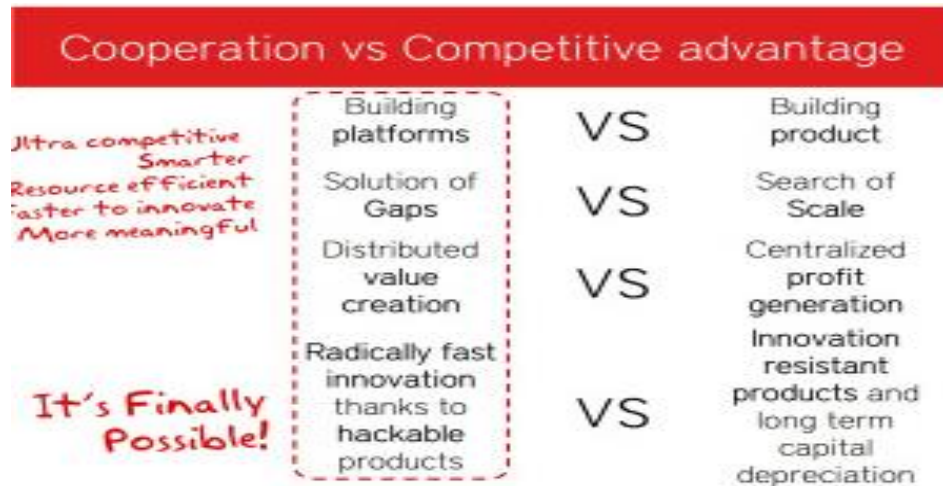 Cooperation vs Competitive advantage
Ultra competitive
Smarter
Resource efficient
Faster to innovate
More meaningful
It's Finally
Possible!
Building
platforms
VS
Building
product
Solution of
Gaps
VS
Search of
Scale
Distributed
value
creation
VS
Centralized
profit
generation
Radically fast
innovation
thanks to
hackable
products
VS
Innovation
resistant
products and
long term
capital
depreciation